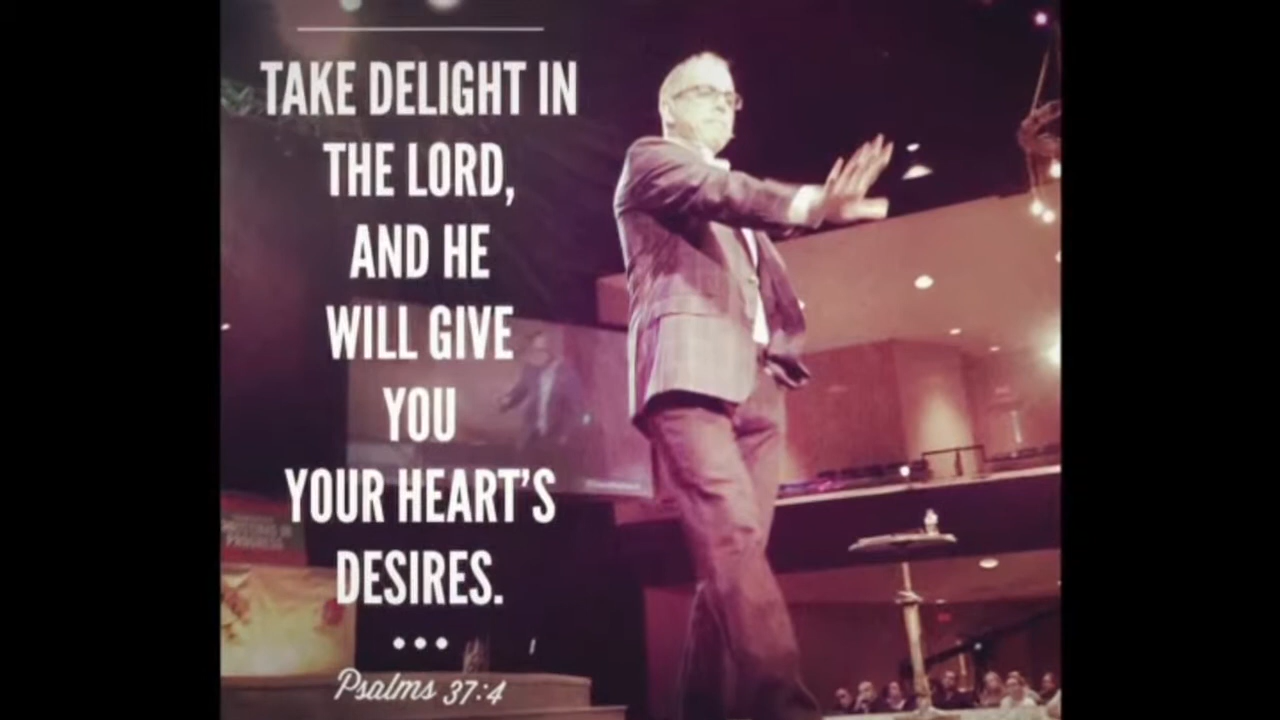 TAKE DELIGHT IN
THE LORD,
AND HE
WILL GIVE
YOU
YOUR HEART'S
DESIRES.
Psalms 37:4